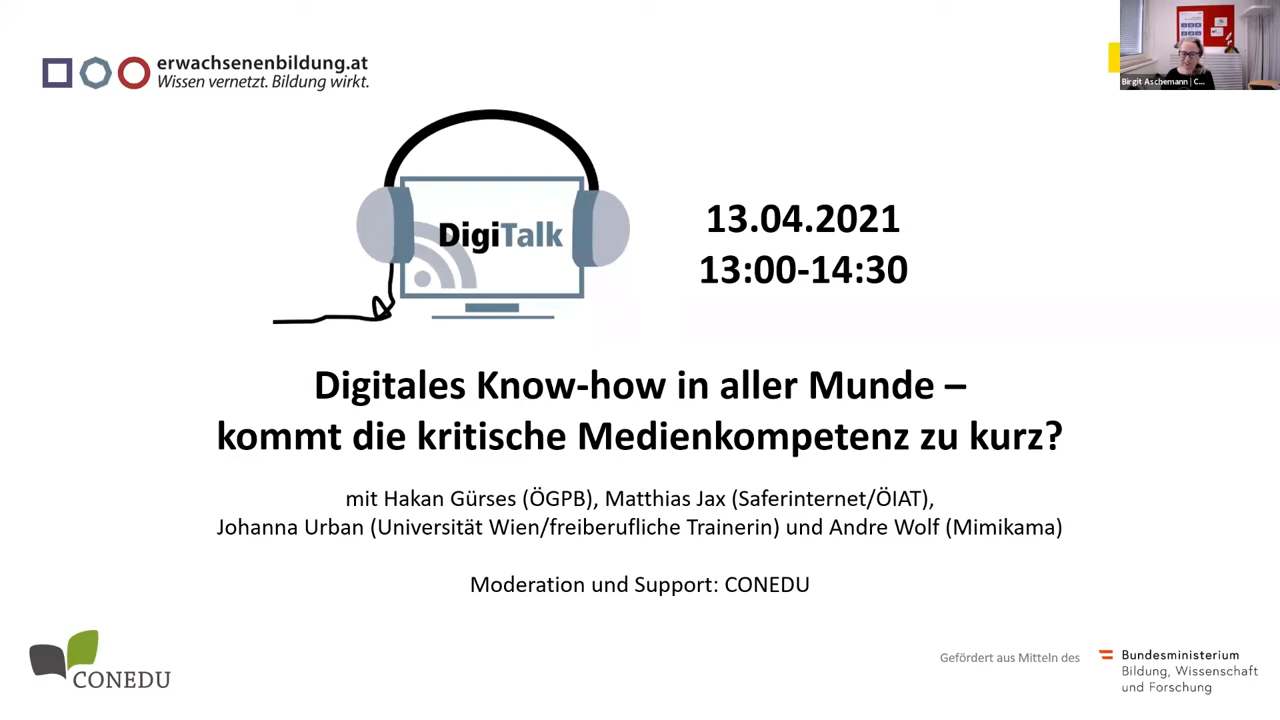 erwachsenenbildung.at
Wissen vernetzt. Bildung wirkt.
Birgit Aschemann | C...
DigiTalk
13.04.2021
13:00-14:30
Digitales Know-how in aller Munde –
kommt die kritische Medienkompetenz zu kurz?
mit Hakan Gürses (ÖGPB), Matthias Jax (Saferinternet/ÖIAT),
Johanna Urban (Universität Wien/freiberufliche Trainerin) und Andre Wolf (Mimikama)
Moderation und Support: CONEDU
CONEDU
Gefördert aus Mitteln des
Bundesministerium
Bildung, Wissenschaft
und Forschung